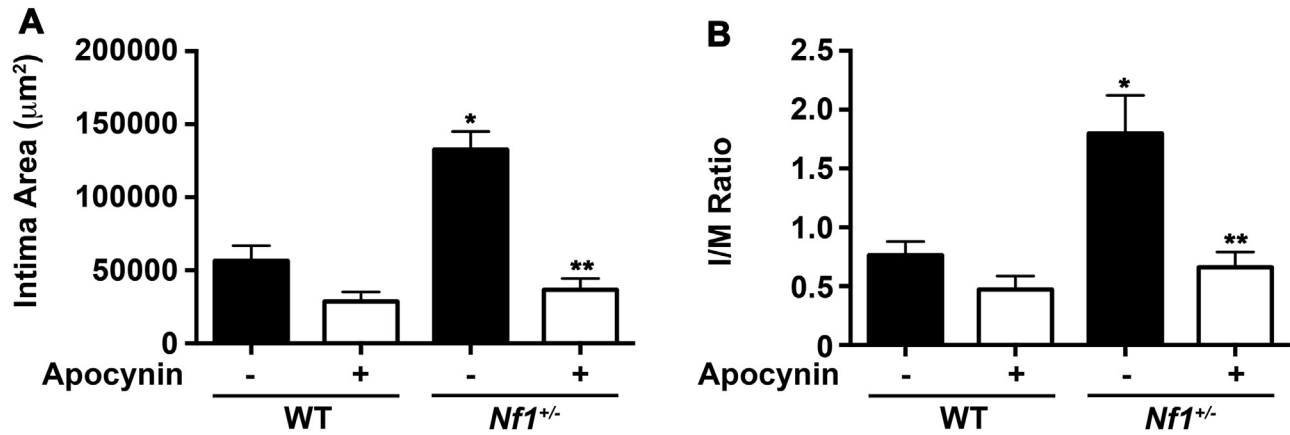 A
Intima Area (μm²)
200000
150000
100000
50000
0
*
**
Apocynin - + - +
WT Nf1+/-
B
I/M Ratio
2.5
2.0
1.5
1.0
0.5
0
*
**
Apocynin - + - +
WT Nf1+/-